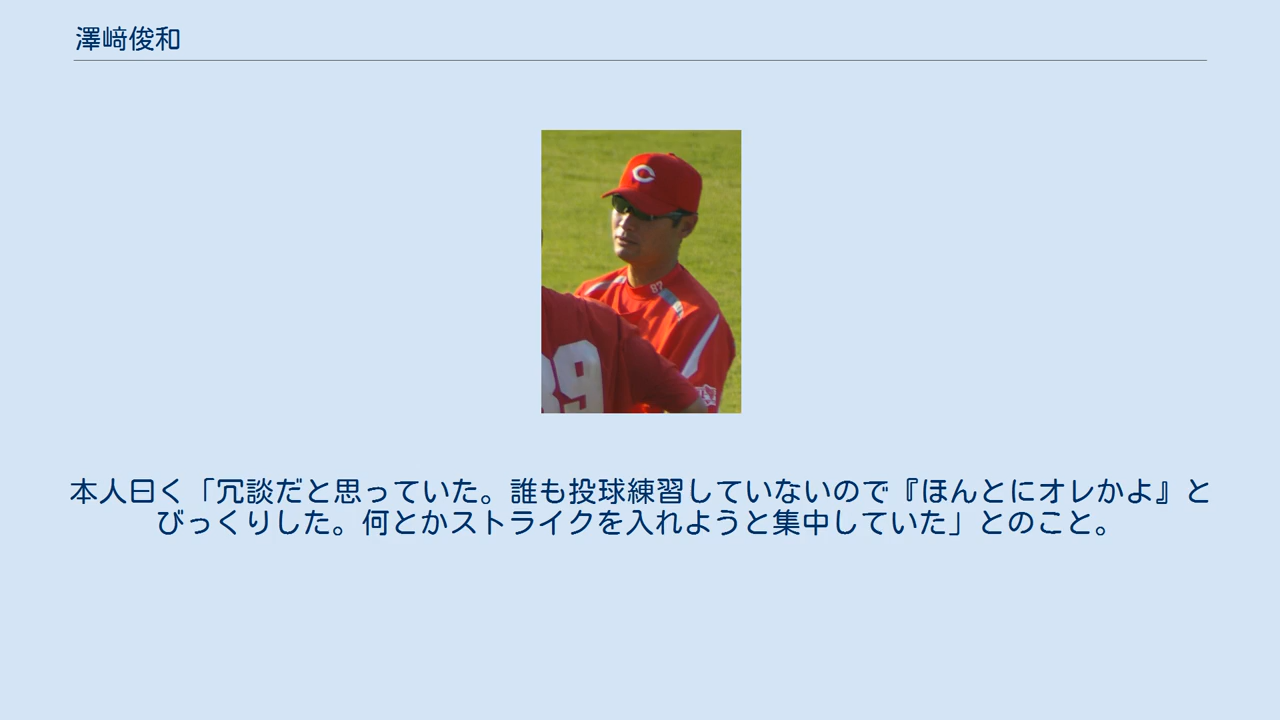 澤﨑俊和
C
87
89
本人曰く「冗談だと思っていた。誰も投球練習していないので『ほんとにオレかよ』と
びっくりした。何とかストライクを入れようと集中していた」とのこと。